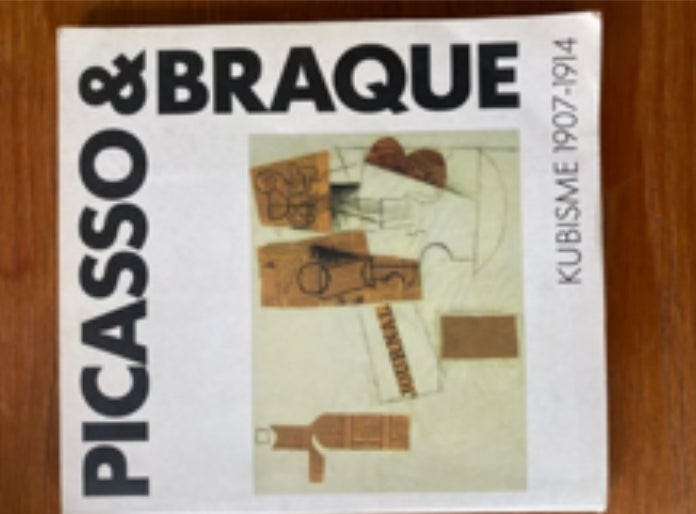 PICASSO
&BRAQUE
KUBISME 1907-1914
JOURNAL